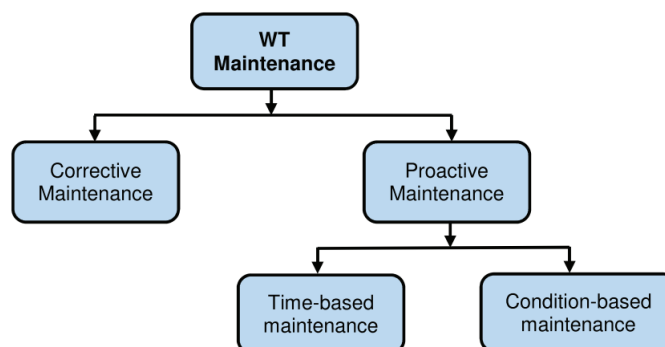 WT
Maintenance
Corrective
Maintenance
Proactive
Maintenance
Time-based
maintenance
Condition-based
maintenance